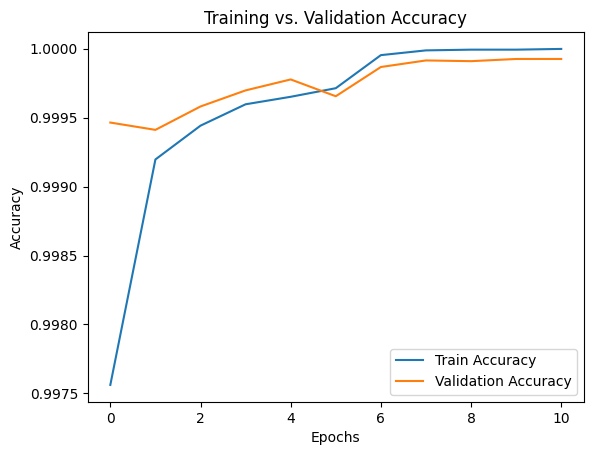 Training vs. Validation Accuracy
1.0000
0.9995
0.9990
0.9985
0.9980
0.9975
Accuracy
0 2 4 6 8 10
Epochs
Train Accuracy
Validation Accuracy